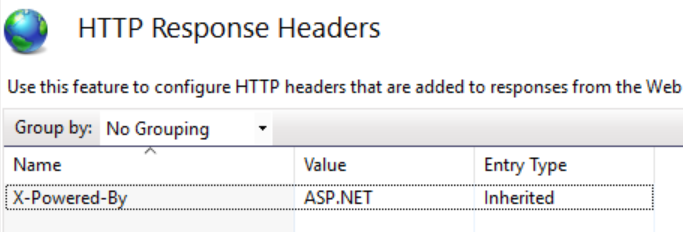 HTTP Response Headers
Use this feature to configure HTTP headers that are added to responses from the Web
Group by: No Grouping
Name Value Entry Type
X-Powered-By ASP.NET Inherited